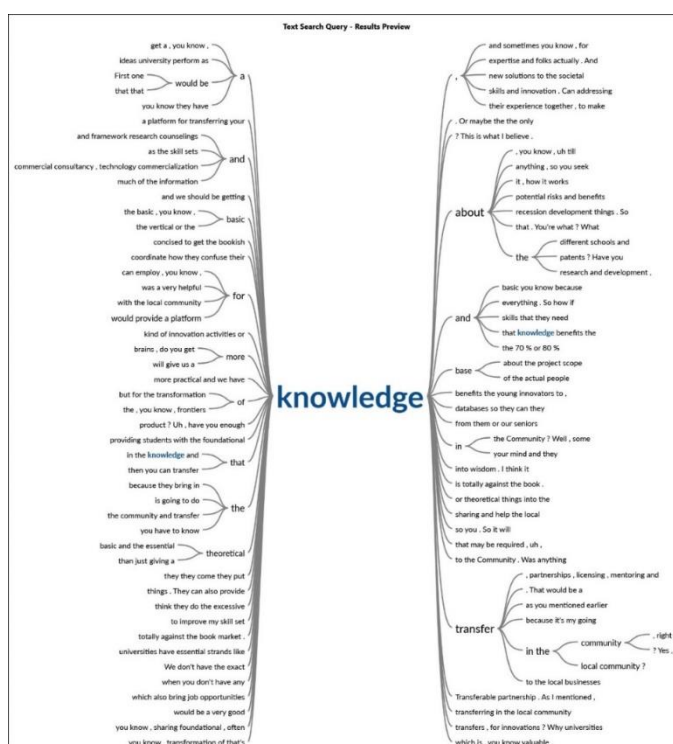 Text Search Query - Results Preview
get a , you know ,
ideas university perform as
First one
that that
would be
you know they have
a
a platform for transferring your
and framework research counselings
as the skill sets
commercial consultancy , technology commercialization
much of the information
and
and we should be getting
the basic , you know ,
the vertical or the
basic
concised to get the bookish
coordinate how they confuse their
can employ , you know ,
was a very helpful
with the local community
would provide a platform
for
kind of innovation activities or
brains , do you get
will give us a
more
more practical and we have
but for the transformation
the , you know , frontiers
of
product ? Uh , have you enough
providing students with the foundational
in the knowledge and
then you can transfer
that
because they bring in
is going to do
the community and transfer
you have to know
the
basic and the essential
than just giving a
theoretical
they they come they put
things . They can also provide
think they do the excessive
to improve my skill set
totally against the book market .
universities have essential strands like
We don't have the exact
when you don't have any
which also bring job opportunities
would be a very good
you know , sharing foundational , often
you know , transformation of that's
knowledge
,
and sometimes you know , for
expertise and folks actually . And
new solutions to the societal
skills and innovation . Can addressing
their experience together , to make
. Or maybe the the only
? This is what I believe .
about
, you know , uh till
anything , so you seek
it , how it works
potential risks and benefits
recession development things . So
that . You're what ? What
the
different schools and
patents ? Have you
research and development ,
and
basic you know because
everything . So how if
skills that they need
that knowledge benefits the
the 70 % or 80 %
base
about the project scope
of the actual people
benefits the young innovators to ,
databases so they can they
from them or our seniors
in
the Community ? Well , some
your mind and they
into wisdom . I think it
is totally against the book .
or theoretical things into the
sharing and help the local
so you . So it will
that may be required , uh ,
to the Community . Was anything
transfer
, partnerships , licensing , mentoring and
. That would be a
as you mentioned earlier
because it's my going
in the
community
, right
? Yes ,
local community ?
to the local businesses
Transferable partnership . As I mentioned ,
transferring in the local community
transfers , for innovations ? Why universities
which is , you know valuable